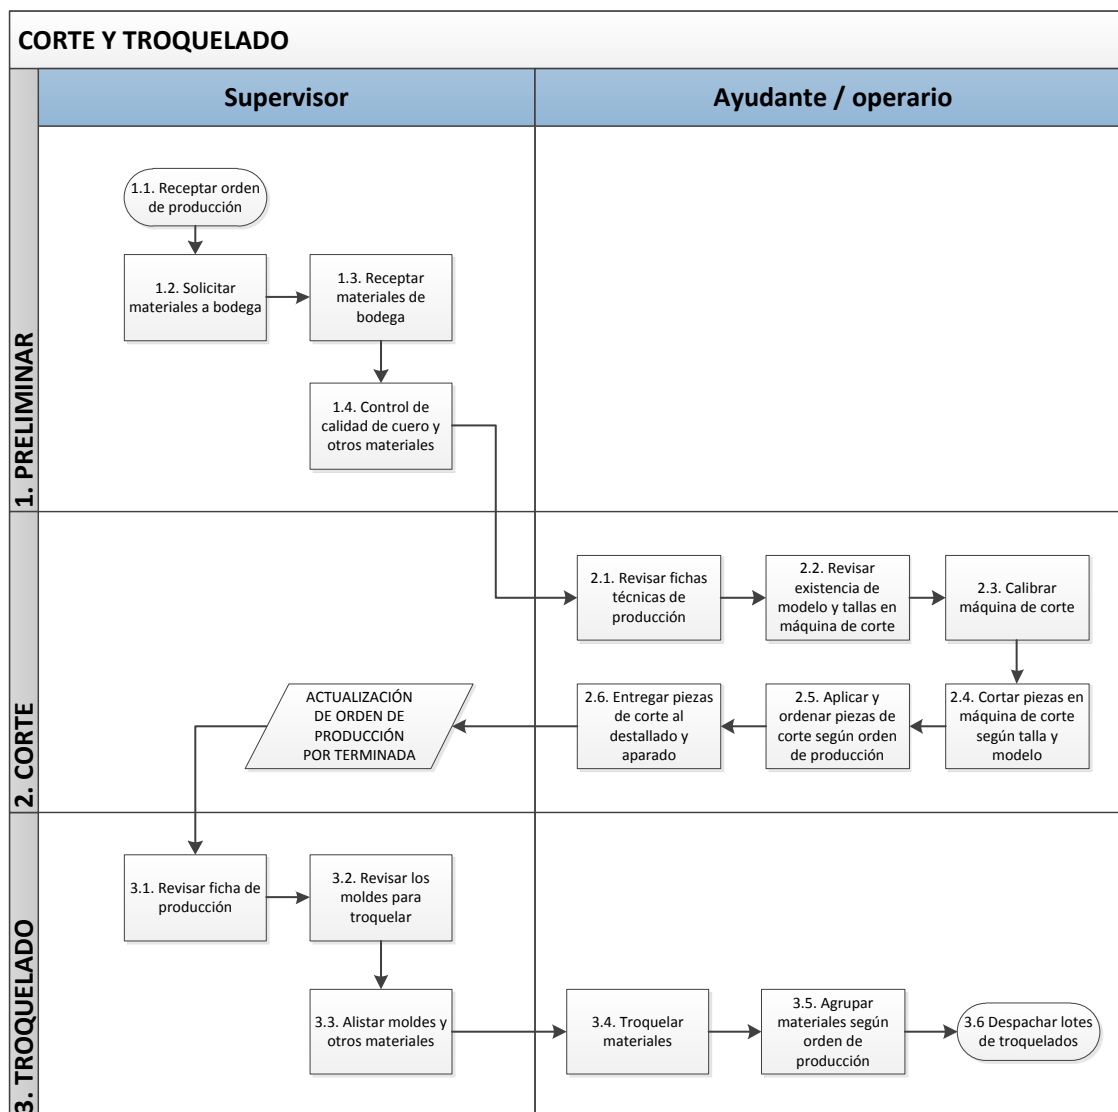 CORTE Y TROQUELADO
Supervisor
Ayudante / operario
1. PRELIMINAR
1.1. Receptar orden
de producción
1.2. Solicitar
materiales a bodega
1.3. Receptar
materiales de
bodega
1.4. Control de
calidad de cuero y
otros materiales
2. CORTE
2.1. Revisar fichas
técnicas de
producción
2.2. Revisar
existencia de
modelo y tallas en
máquina de corte
2.3. Calibrar
máquina de corte
2.4. Cortar piezas en
máquina de corte
según talla y
modelo
2.5. Aplicar y
ordenar piezas de
corte según orden
de producción
2.6. Entregar piezas
de corte al
destallado y
aparado
ACTUALIZACIÓN
DE ORDEN DE
PRODUCCIÓN
POR TERMINADA
3. TROQUELADO
3.1. Revisar ficha de
producción
3.2. Revisar los
moldes para
troquelar
3.3. Alistar moldes y
otros materiales
3.4. Troquelar
materiales
3.5. Agrupar
materiales según
orden de
producción
3.6 Despachar lotes
de troquelados